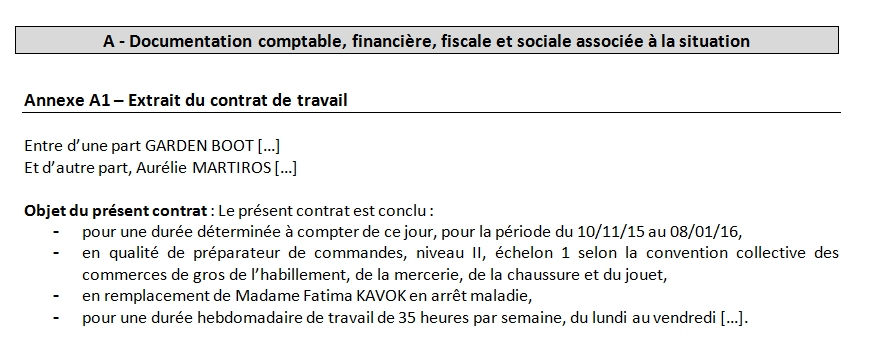 A - Documentation comptable, financière, fiscale et sociale associée à la situation
Annexe A1 – Extrait du contrat de travail
Entre d’une part GARDEN BOOT […]
Et d’autre part, Aurélie MARTIROS […]
Objet du présent contrat : Le présent contrat est conclu :
- pour une durée déterminée à compter de ce jour, pour la période du 10/11/15 au 08/01/16,
- en qualité de préparateur de commandes, niveau II, échelon 1 selon la convention collective des
commerces de gros de l’habillement, de la mercerie, de la chaussure et du jouet,
- en remplacement de Madame Fatima KAVOK en arrêt maladie,
- pour une durée hebdomadaire de travail de 35 heures par semaine, du lundi au vendredi […].